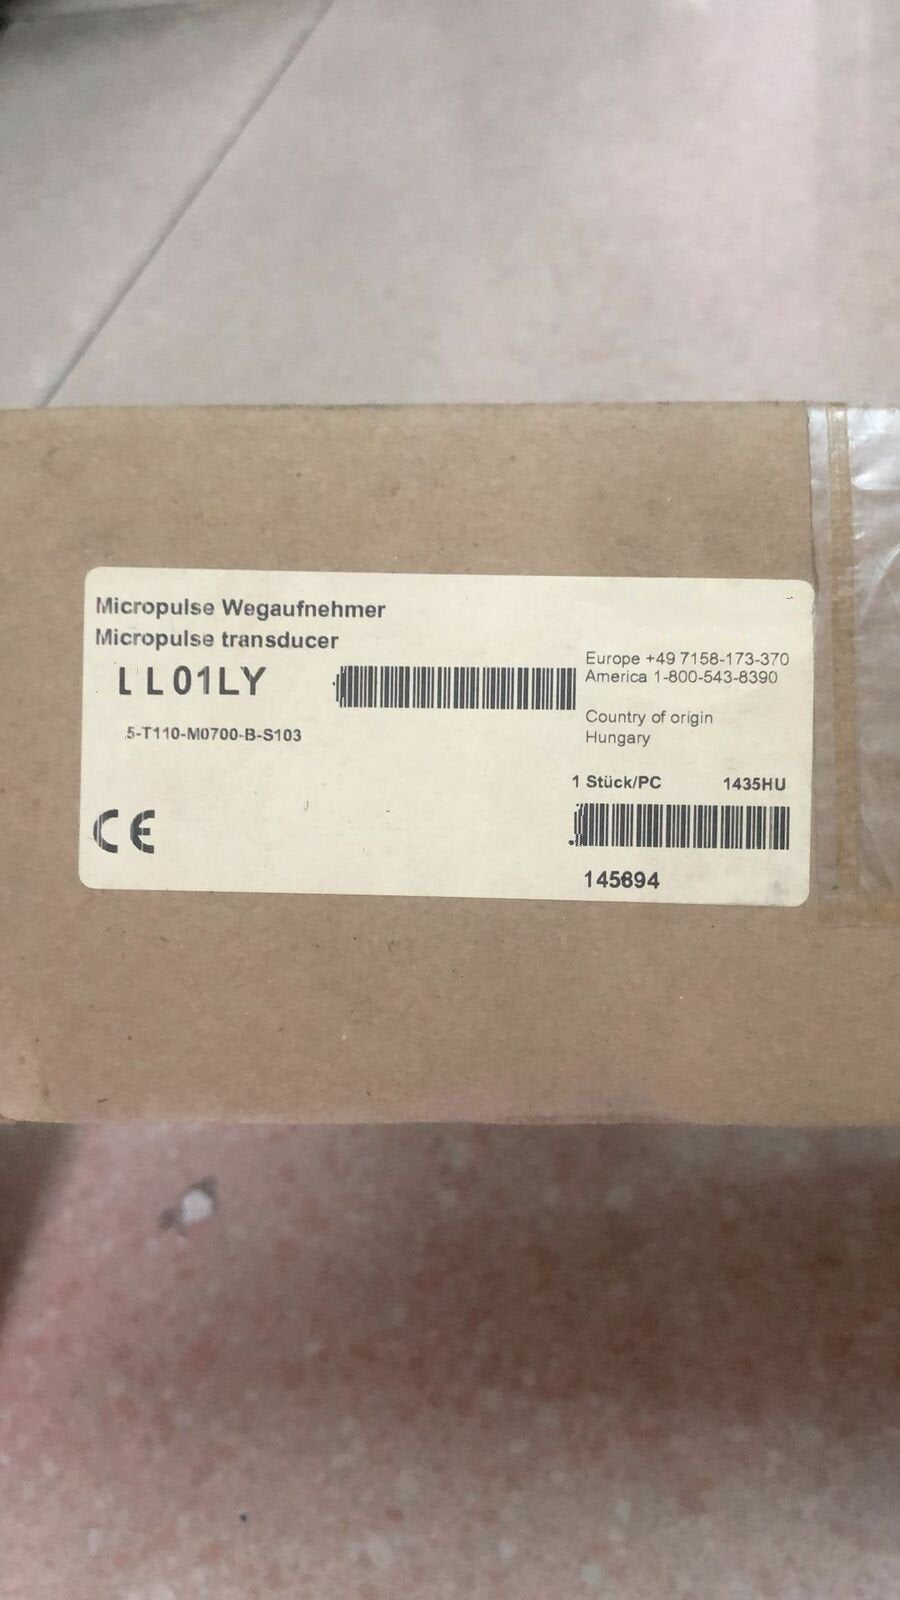 Micropulse Wegaufnehmer
Micropulse transducer
LL01LY
5-T110-M0700-B-S103
Europe +49 7158-173-370
America 1-800-543-8390
Country of origin
Hungary
1 Stück/PC 1435HU
CE
145694